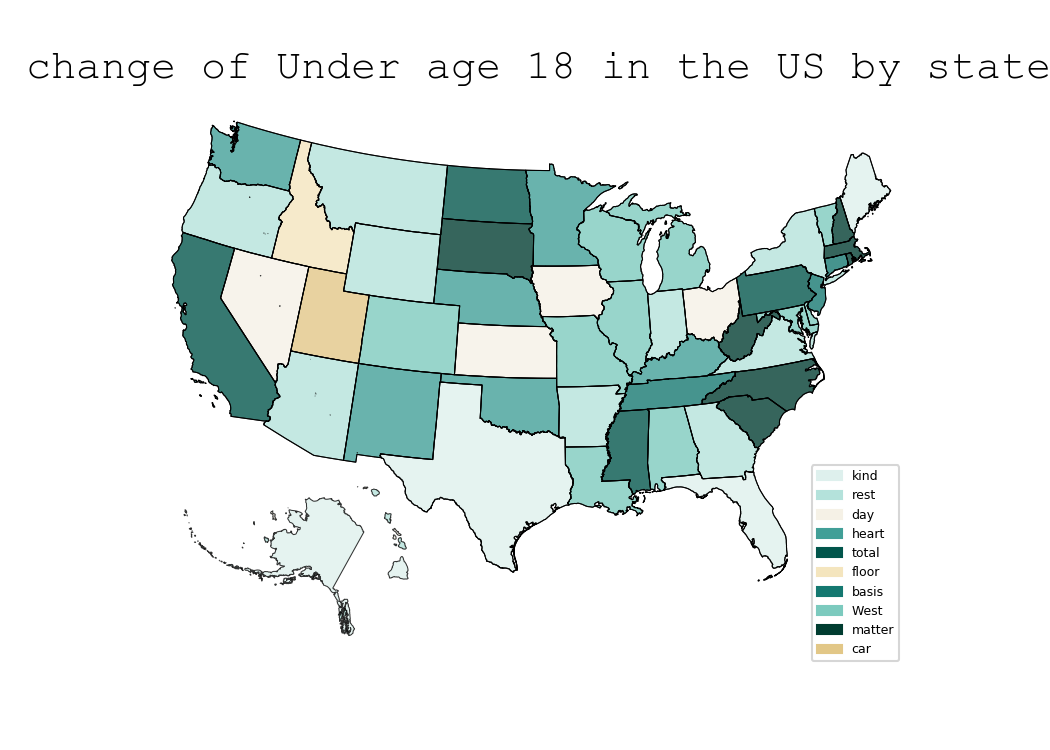 change of Under age 18 in the US by state
kind
rest
day
heart
total
floor
basis
West
matter
car